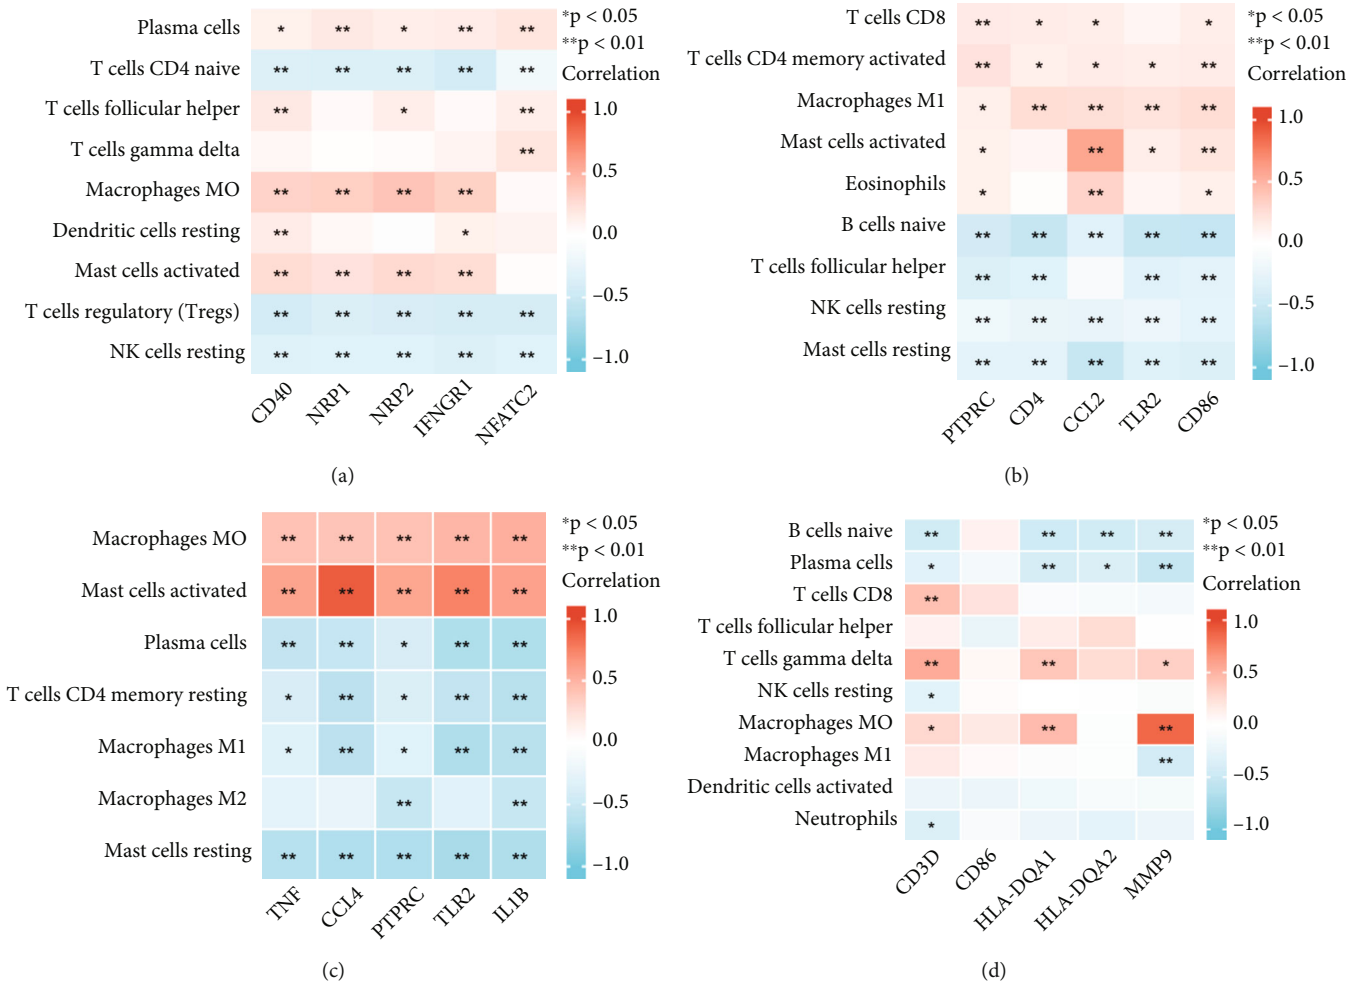 Plasma cells
T cells CD4 naive
T cells follicular helper
T cells gamma delta
Macrophages MO
Dendritic cells resting
Mast cells activated
T cells regulatory (Tregs)
NK cells resting
* ** * ** **
** ** ** ** **
** * **
**
** ** ** **
** *
** ** ** **
** ** ** ** **
** ** ** ** **
CD40 NRP1 NRP2 IFNGR1 NFATC2
*p < 0.05
**p < 0.01
Correlation
1.0
0.5
0.0
−0.5
−1.0
(a)
T cells CD8
T cells CD4 memory activated
Macrophages M1
Mast cells activated
Eosinophils
B cells naive
T cells follicular helper
NK cells resting
Mast cells resting
** * * *
** * * * **
* ** ** ** **
* ** * **
* ** *
** ** ** ** **
** ** ** **
** ** ** ** **
** ** ** ** **
PTPRC CD4 CCL2 TLR2 CD86
*p < 0.05
**p < 0.01
Correlation
1.0
0.5
0.0
−0.5
−1.0
(b)
Macrophages MO
Mast cells activated
Plasma cells
T cells CD4 memory resting
Macrophages M1
Macrophages M2
Mast cells resting
** ** ** ** **
** ** ** ** **
** ** * ** **
* ** * ** **
* ** * ** **
** **
** ** ** ** **
TNF CCL4 PTPRC TLR2 IL1B
*p < 0.05
**p < 0.01
Correlation
1.0
0.5
0.0
−0.5
−1.0
(c)
B cells naive
Plasma cells
T cells CD8
T cells follicular helper
T cells gamma delta
NK cells resting
Macrophages MO
Macrophages M1
Dendritic cells activated
Neutrophils
** ** ** **
* ** * **
**
** ** *
*
* ** **
**
*
CD3D CD86 HLA-DQA1 HLA-DQA2 MMP9
*p < 0.05
**p < 0.01
Correlation
1.0
0.5
0.0
−0.5
−1.0
(d)